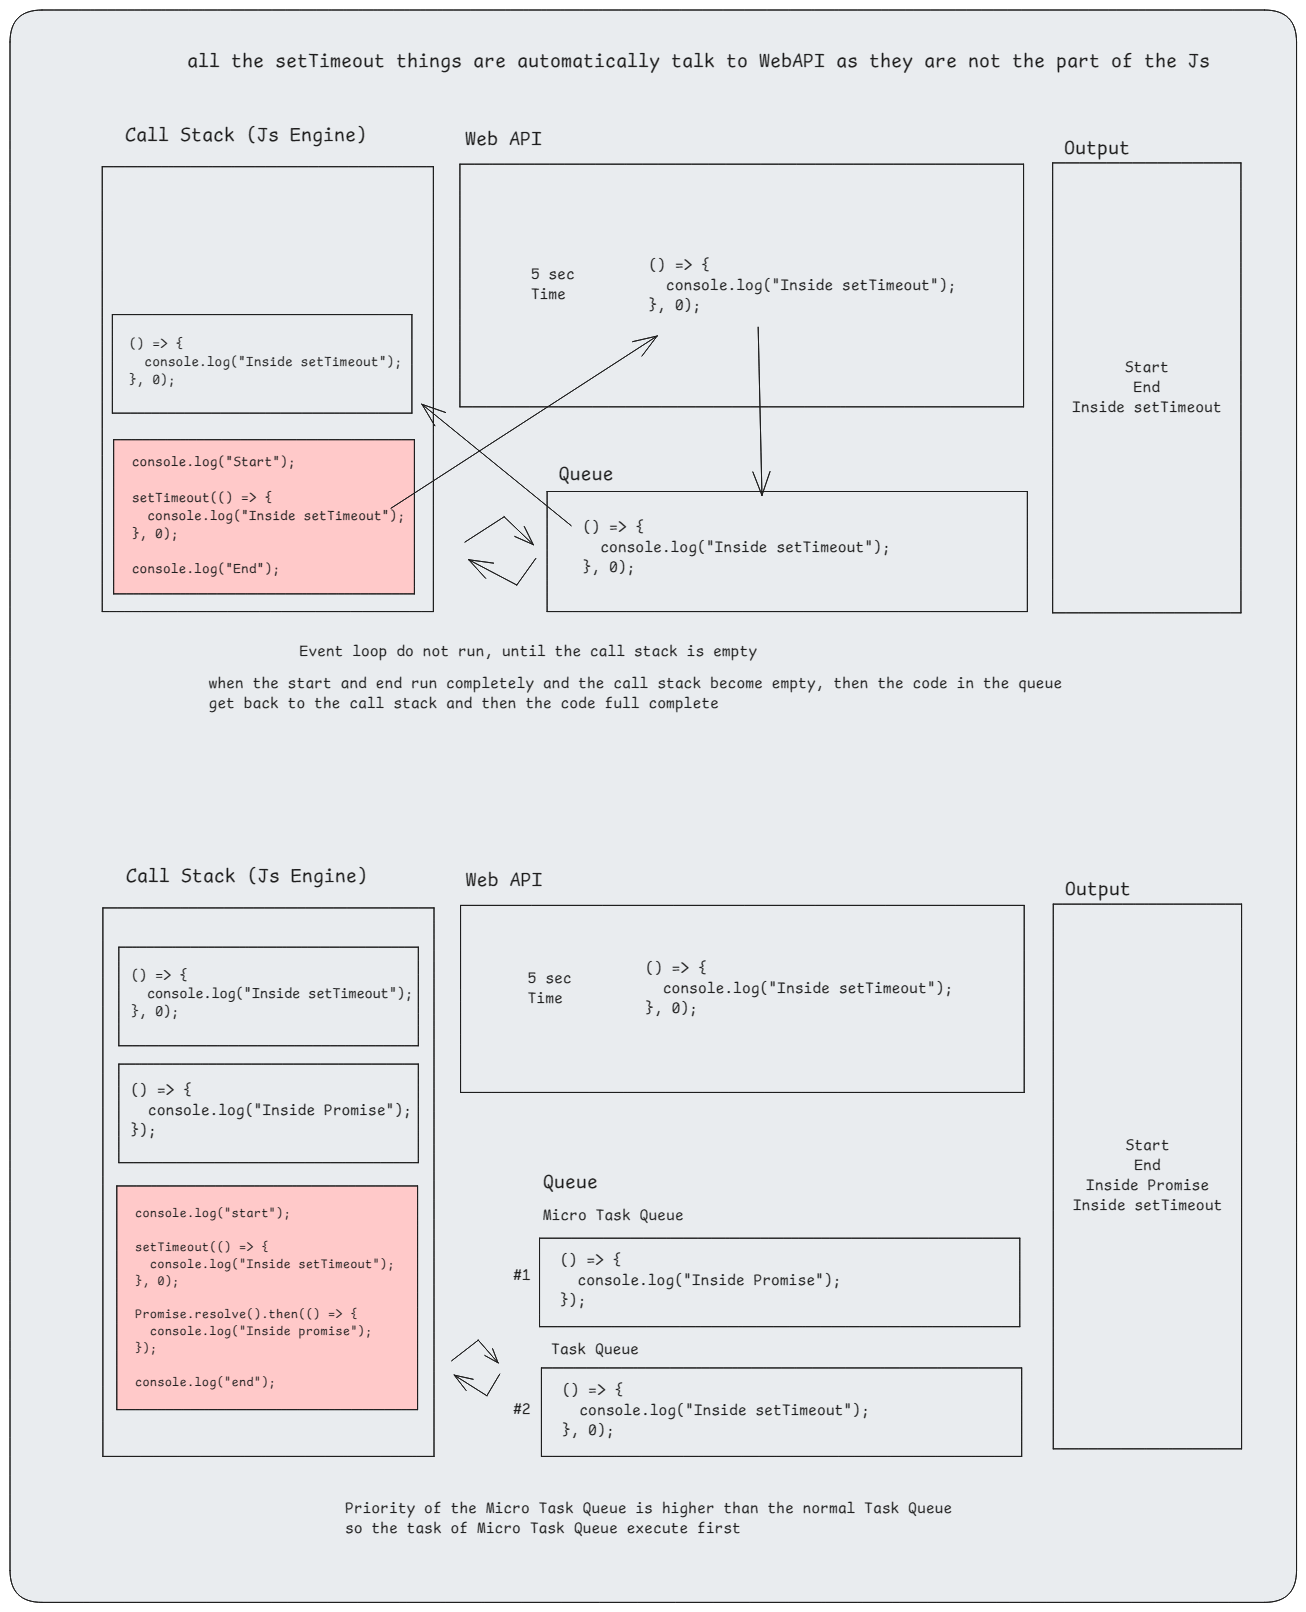 all the setTimeout things are automatically talk to WebAPI as they are not the part of the Js
Call Stack (Js Engine)
Web API
Output
() => {
console.log("Inside setTimeout");
}, 0);
console.log("Start");
setTimeout(() => {
console.log("Inside setTimeout");
}, 0);
console.log("End");
5 sec
Time
() => {
console.log("Inside setTimeout");
}, 0);
Queue
() => {
console.log("Inside setTimeout");
}, 0);
Start
End
Inside setTimeout
Event loop do not run, until the call stack is empty
when the start and end run completely and the call stack become empty, then the code in the queue
get back to the call stack and then the code full complete
Call Stack (Js Engine)
Web API
Output
() => {
console.log("Inside setTimeout");
}, 0);
() => {
console.log("Inside Promise");
});
console.log("start");
setTimeout(() => {
console.log("Inside setTimeout");
}, 0);
Promise.resolve().then(() => {
console.log("Inside promise");
});
console.log("end");
5 sec
Time
() => {
console.log("Inside setTimeout");
}, 0);
Queue
Micro Task Queue
#1
() => {
console.log("Inside Promise");
});
Task Queue
#2
() => {
console.log("Inside setTimeout");
}, 0);
Start
End
Inside Promise
Inside setTimeout
Priority of the Micro Task Queue is higher than the normal Task Queue
so the task of Micro Task Queue execute first